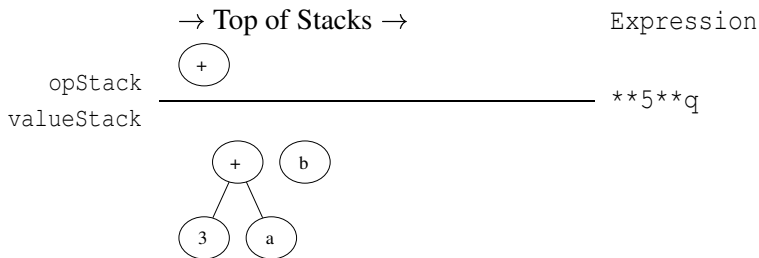 → Top of Stacks → Expression
+
opStack
**5**q
valueStack
+ b
3 a